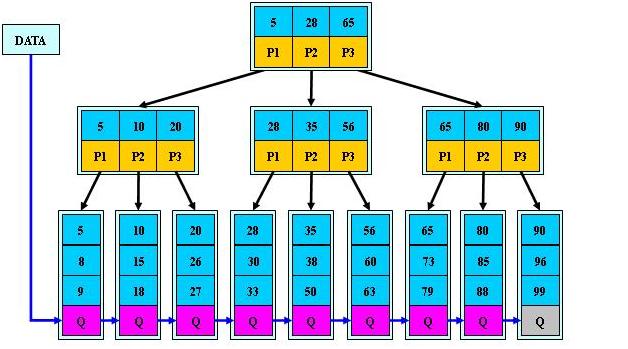 5 28 65
DATA
P1 P2 P3
5 10 20 28 35 56 65 80 90
P1 P2 P3 P1 P2 P3 P1 P2 P3
5 10 20 28 35 56 65 80 90
8 15 26 30 38 60 73 85 96
9 18 27 33 50 63 79 88 99
Q Q Q Q Q Q Q Q Q